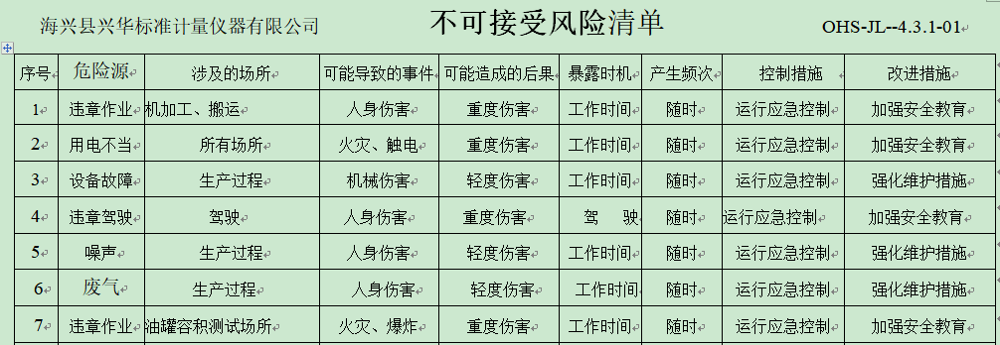 海兴县兴华标准计量仪器有限公司 不可接受风险清单 OHS-JL--4.3.1-01
序号 危险源 涉及的场所 可能导致的事件 可能造成的后果 暴露时机 产生频次 控制措施 改进措施
1 违章作业 机加工、搬运 人身伤害 重度伤害 工作时间 随时 运行应急控制 加强安全教育
2 用电不当 所有场所 火灾、触电 重度伤害 工作时间 随时 运行应急控制 加强安全教育
3 设备故障 生产过程 机械伤害 轻度伤害 工作时间 随时 运行应急控制 强化维护措施
4 违章驾驶 驾驶 人身伤害 重度伤害 驾 驶 随时 运行应急控制 加强安全教育
5 噪声 生产过程 人身伤害 轻度伤害 工作时间 随时 运行应急控制 强化维护措施
6 废气 生产过程 人身伤害 轻度伤害 工作时间 随时 运行应急控制 强化维护措施
7 违章作业 油罐容积测试场所 火灾、爆炸 重度伤害 工作时间 随时 运行应急控制 加强安全教育